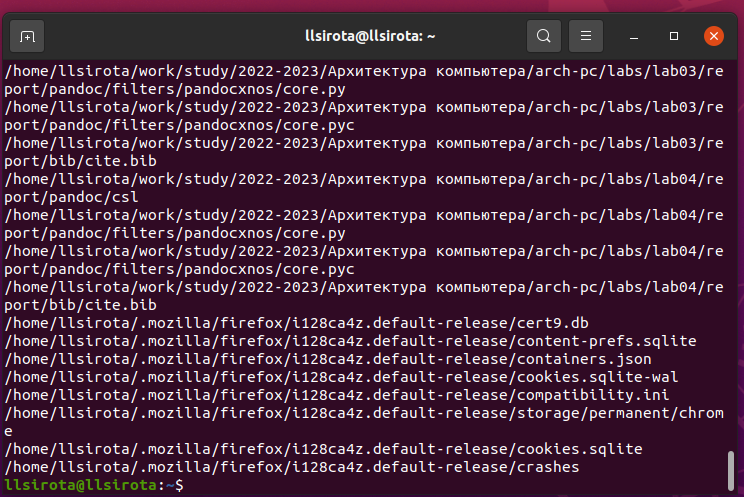 llsirota@llsirota: ~
/home/llsirota/work/study/2022-2023/Архитектура компьютера/arch-pc/labs/lab03/re
port/pandoc/filters/pandocxnos/core.py
/home/llsirota/work/study/2022-2023/Архитектура компьютера/arch-pc/labs/lab03/re
port/pandoc/filters/pandocxnos/core.pyc
/home/llsirota/work/study/2022-2023/Архитектура компьютера/arch-pc/labs/lab03/re
port/bib/cite.bib
/home/llsirota/work/study/2022-2023/Архитектура компьютера/arch-pc/labs/lab04/re
port/pandoc/csl
/home/llsirota/work/study/2022-2023/Архитектура компьютера/arch-pc/labs/lab04/re
port/pandoc/filters/pandocxnos/core.py
/home/llsirota/work/study/2022-2023/Архитектура компьютера/arch-pc/labs/lab04/re
port/pandoc/filters/pandocxnos/core.pyc
/home/llsirota/work/study/2022-2023/Архитектура компьютера/arch-pc/labs/lab04/re
port/bib/cite.bib
/home/llsirota/.mozilla/firefox/i128ca4z.default-release/cert9.db
/home/llsirota/.mozilla/firefox/i128ca4z.default-release/content-prefs.sqlite
/home/llsirota/.mozilla/firefox/i128ca4z.default-release/containers.json
/home/llsirota/.mozilla/firefox/i128ca4z.default-release/cookies.sqlite-wal
/home/llsirota/.mozilla/firefox/i128ca4z.default-release/compatibility.ini
/home/llsirota/.mozilla/firefox/i128ca4z.default-release/storage/permanent/chrom
e
/home/llsirota/.mozilla/firefox/i128ca4z.default-release/cookies.sqlite
/home/llsirota/.mozilla/firefox/i128ca4z.default-release/crashes
llsirota@llsirota:~$